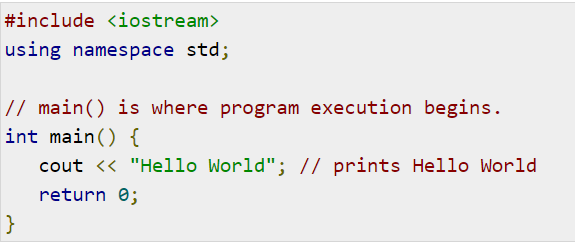 #include <iostream>
using namespace std;

// main() is where program execution begins.
int main() {
   cout << "Hello World"; // prints Hello World
   return 0;
}